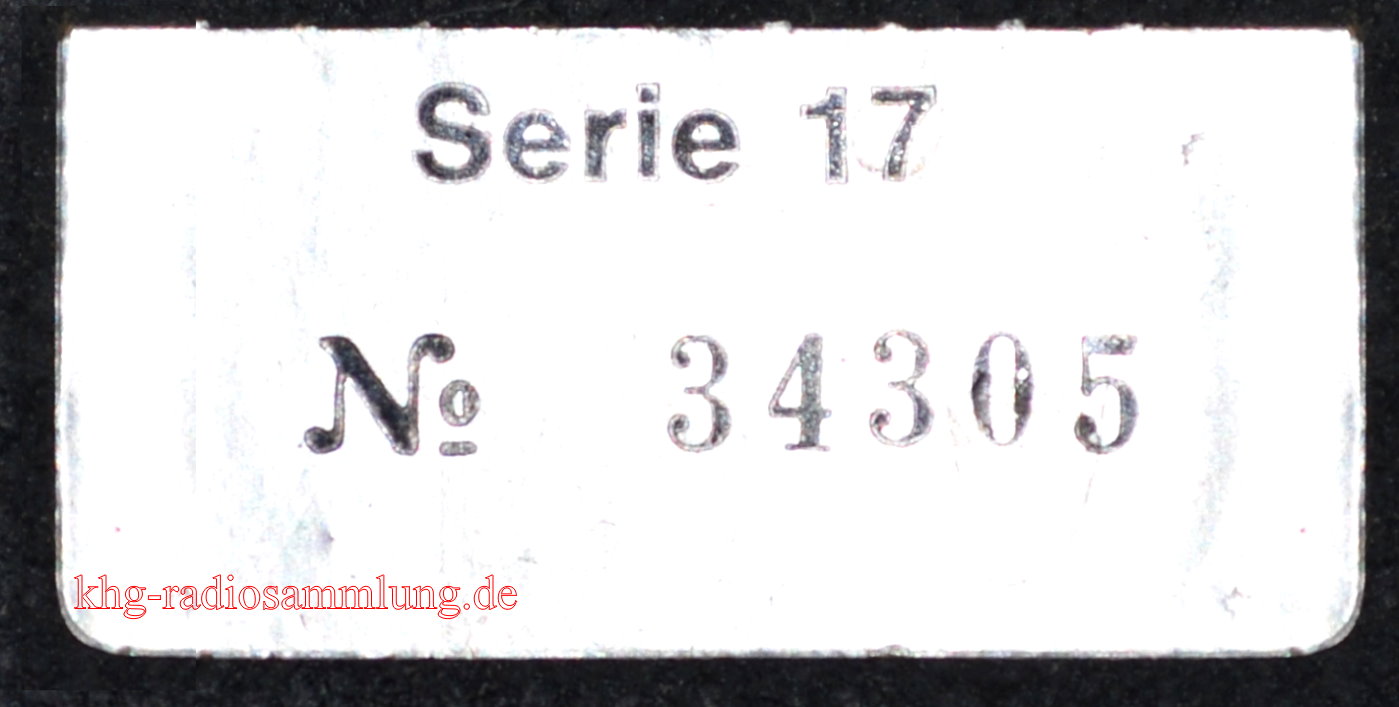 Serie 17
№ 34305
khg-radiosammlung.de